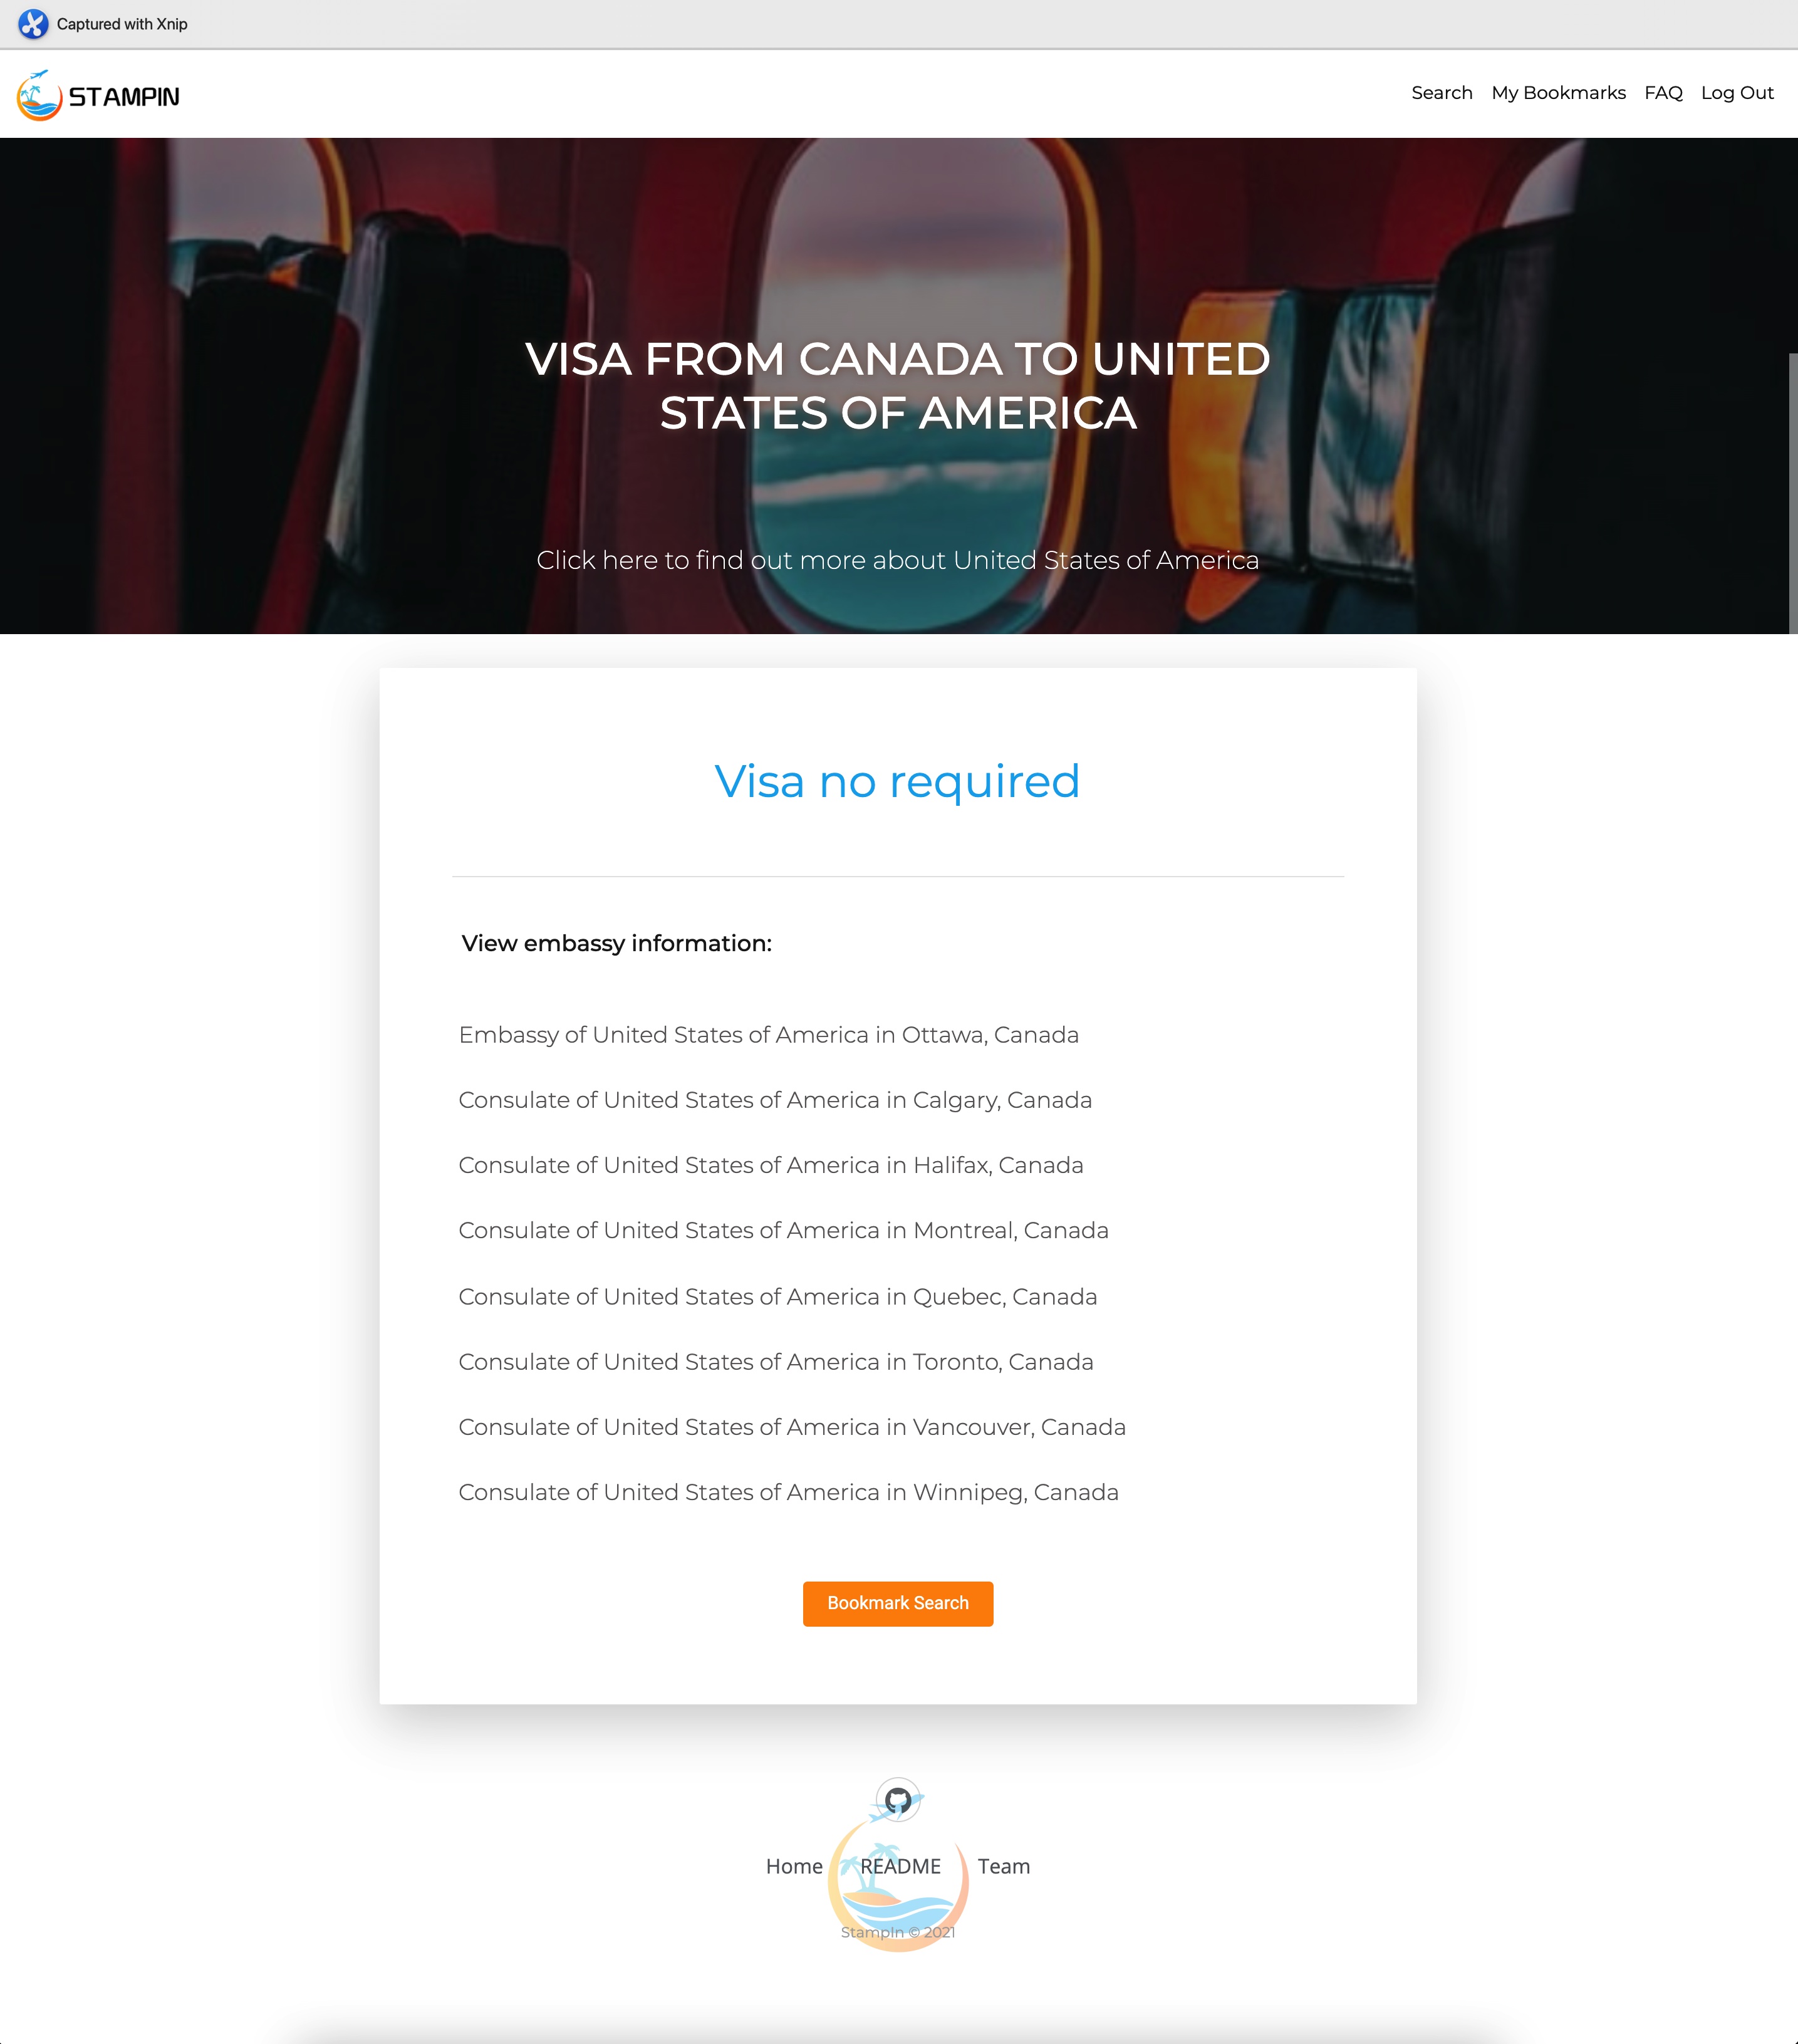 Captured with Xnip
STAMPIN
Search My Bookmarks FAQ Log Out
VISA FROM CANADA TO UNITED
STATES OF AMERICA
Click here to find out more about United States of America
Visa no required
View embassy information:
Embassy of United States of America in Ottawa, Canada
Consulate of United States of America in Calgary, Canada
Consulate of United States of America in Halifax, Canada
Consulate of United States of America in Montreal, Canada
Consulate of United States of America in Quebec, Canada
Consulate of United States of America in Toronto, Canada
Consulate of United States of America in Vancouver, Canada
Consulate of United States of America in Winnipeg, Canada
Bookmark Search
Home README Team
StampIn © 2021